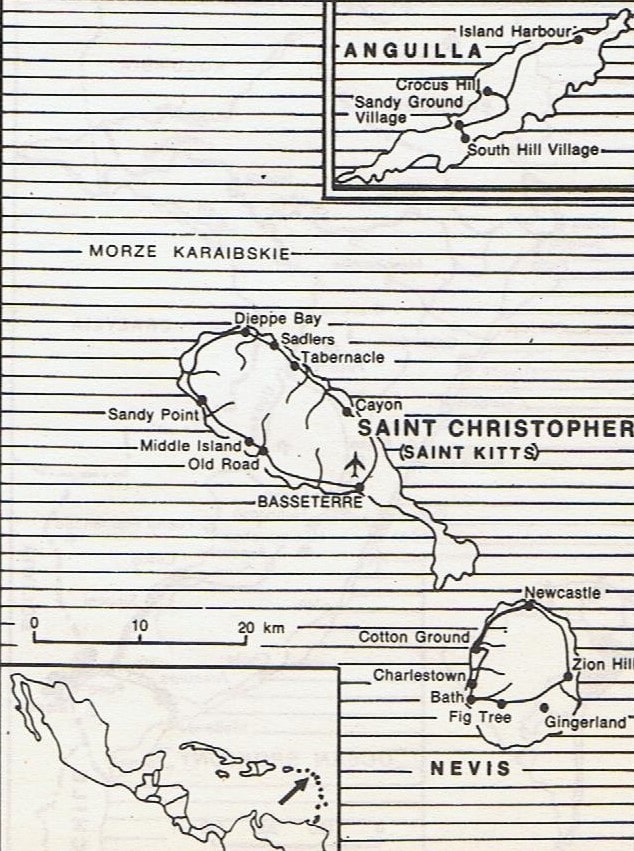 Island Harbour
ANGUILLA
Crocus Hill
Sandy Ground
Village
South Hill Village
MORZE KARAIBSKIE
Dieppe Bay
Sadlers
Tabernacle
Cayon
Sandy Point
SAINT CHRISTOPHER
(SAINT KITTS)
Middle Island
Old Road
BASSETERRE
Newcastle
0 10 20 km
Cotton Ground
Zion Hill
Charlestown
Bath
Fig Tree
Gingerland
NEVIS